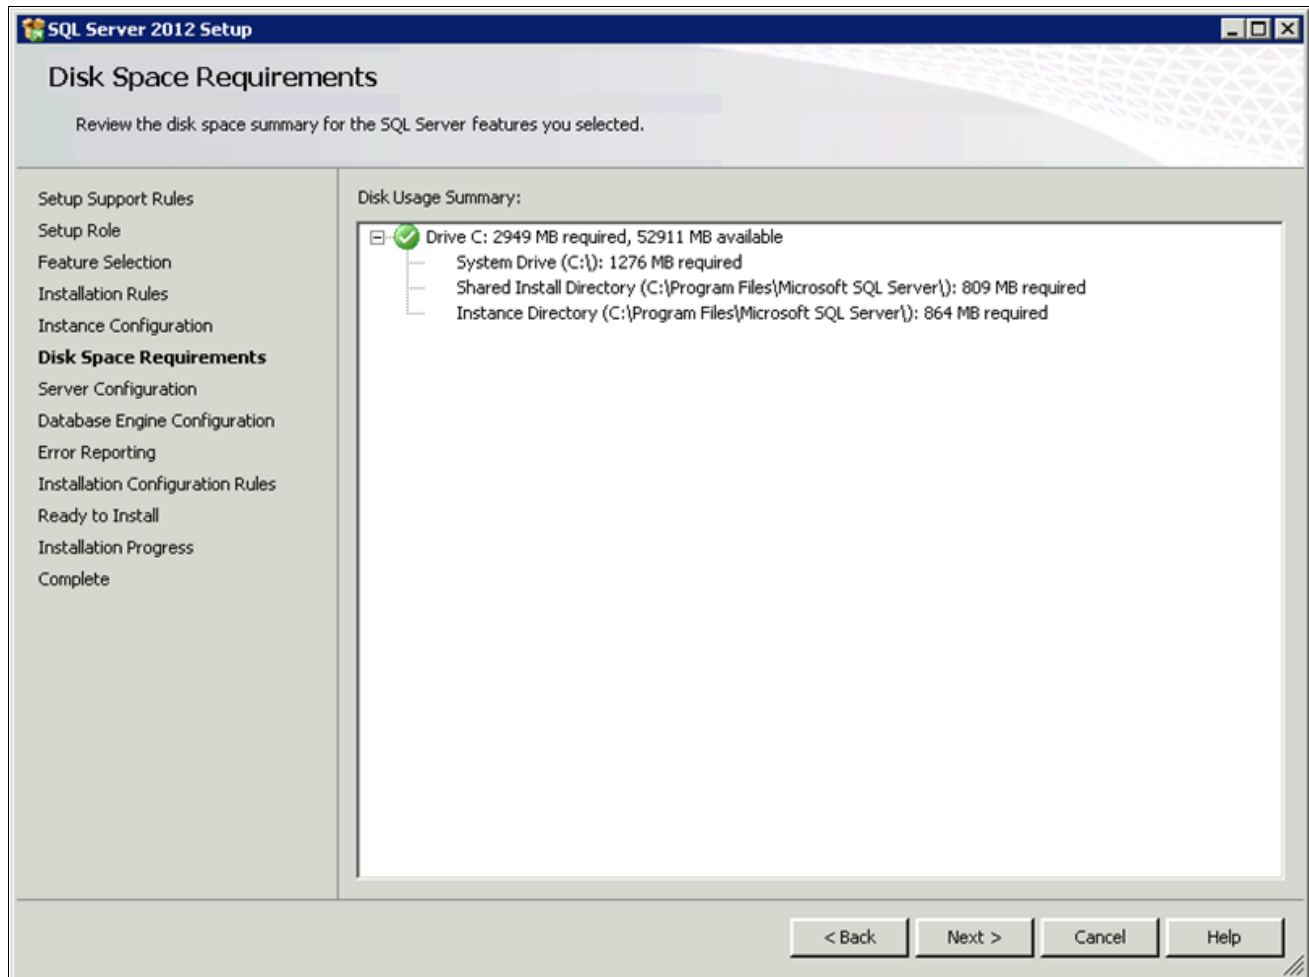 SQL Server 2012 Setup
Disk Space Requirements
Review the disk space summary for the SQL Server features you selected.
Setup Support Rules
Setup Role
Feature Selection
Installation Rules
Instance Configuration
Disk Space Requirements
Server Configuration
Database Engine Configuration
Error Reporting
Installation Configuration Rules
Ready to Install
Installation Progress
Complete
Disk Usage Summary:
Drive C: 2949 MB required, 52911 MB available
System Drive (C:\): 1276 MB required
Shared Install Directory (C:\Program Files\Microsoft SQL Server\): 809 MB required
Instance Directory (C:\Program Files\Microsoft SQL Server\): 864 MB required
< Back Next > Cancel Help